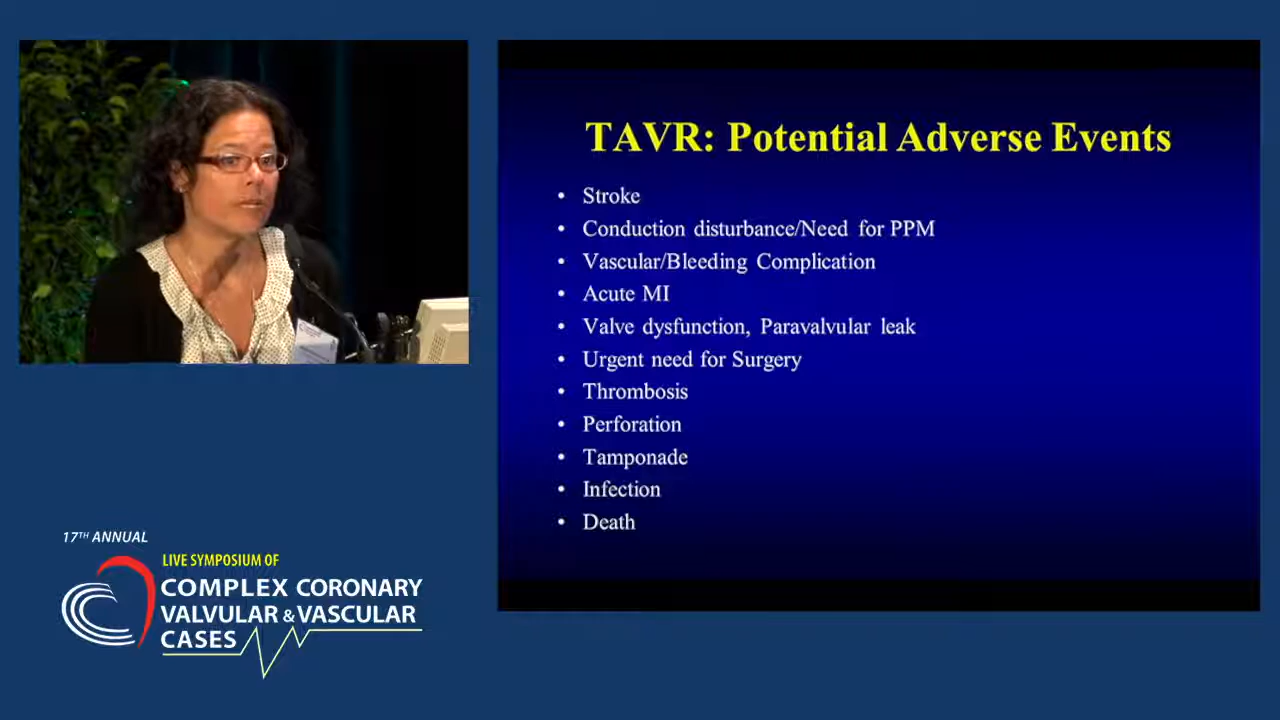 TAVR: Potential Adverse Events
• Stroke
• Conduction disturbance/Need for PPM
• Vascular/Bleeding Complication
• Acute MI
• Valve dysfunction, Paravalvular leak
• Urgent need for Surgery
• Thrombosis
• Perforation
• Tamponade
• Infection
• Death
17TH ANNUAL
LIVE SYMPOSIUM OF
COMPLEX CORONARY
VALVULAR & VASCULAR
CASES